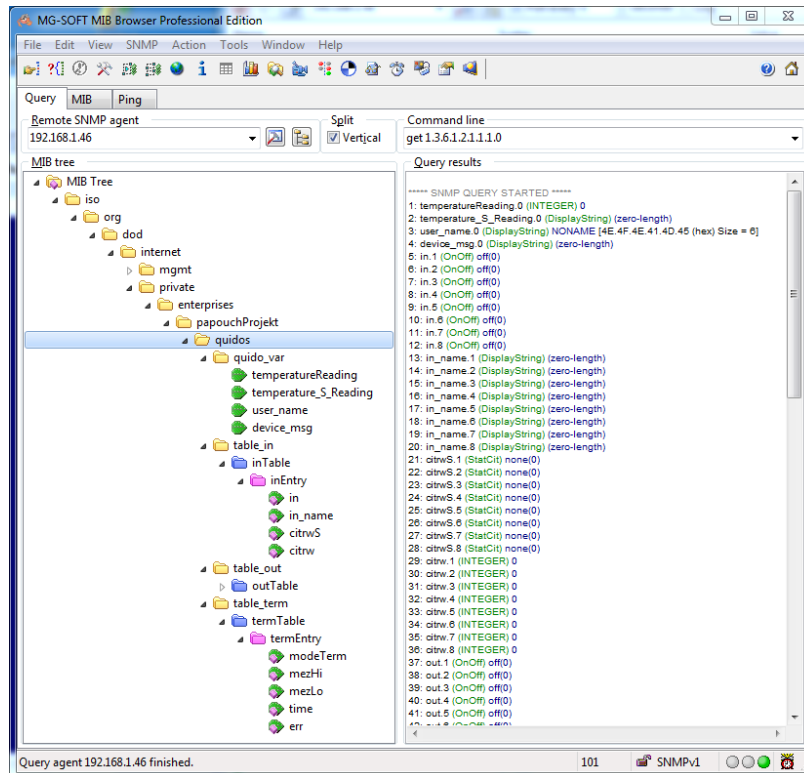 MG-SOFT MIB Browser Professional Edition
File Edit View SNMP Action Tools Window Help
Query MIB Ping
Remote SNMP agent
192.168.1.46
Split
Vertical
Command line
get 1.3.6.1.2.1.1.1.0
MIB tree
MIB Tree
iso
org
dod
internet
mgmt
private
enterprises
papouchProjekt
quidos
quido_var
temperatureReading
temperature_S_Reading
user_name
device_msg
table_in
inTable
inEntry
in
in_name
citrwS
citrw
table_out
outTable
table_term
termTable
termEntry
modeTerm
mezHi
mezLo
time
err
Query results
***** SNMP QUERY STARTED *****
1: temperatureReading.0 (INTEGER) 0
2: temperature_S_Reading.0 (DisplayString) (zero-length)
3: user_name.0 (DisplayString) NONAME [4E.4F.4E.41.4D.45 (hex) Size = 6]
4: device_msg.0 (DisplayString) (zero-length)
5: in.1 (OnOff) off(0)
6: in.2 (OnOff) off(0)
7: in.3 (OnOff) off(0)
8: in.4 (OnOff) off(0)
9: in.5 (OnOff) off(0)
10: in.6 (OnOff) off(0)
11: in.7 (OnOff) off(0)
12: in.8 (OnOff) off(0)
13: in_name.1 (DisplayString) (zero-length)
14: in_name.2 (DisplayString) (zero-length)
15: in_name.3 (DisplayString) (zero-length)
16: in_name.4 (DisplayString) (zero-length)
17: in_name.5 (DisplayString) (zero-length)
18: in_name.6 (DisplayString) (zero-length)
19: in_name.7 (DisplayString) (zero-length)
20: in_name.8 (DisplayString) (zero-length)
21: citrwS.1 (StatCit) none(0)
22: citrwS.2 (StatCit) none(0)
23: citrwS.3 (StatCit) none(0)
24: citrwS.4 (StatCit) none(0)
25: citrwS.5 (StatCit) none(0)
26: citrwS.6 (StatCit) none(0)
27: citrwS.7 (StatCit) none(0)
28: citrwS.8 (StatCit) none(0)
29: citrw.1 (INTEGER) 0
30: citrw.2 (INTEGER) 0
31: citrw.3 (INTEGER) 0
32: citrw.4 (INTEGER) 0
33: citrw.5 (INTEGER) 0
34: citrw.6 (INTEGER) 0
35: citrw.7 (INTEGER) 0
36: citrw.8 (INTEGER) 0
37: out.1 (OnOff) off(0)
38: out.2 (OnOff) off(0)
39: out.3 (OnOff) off(0)
40: out.4 (OnOff) off(0)
41: out.5 (OnOff) off(0)
Query agent 192.168.1.46 finished.
101
SNMPv1